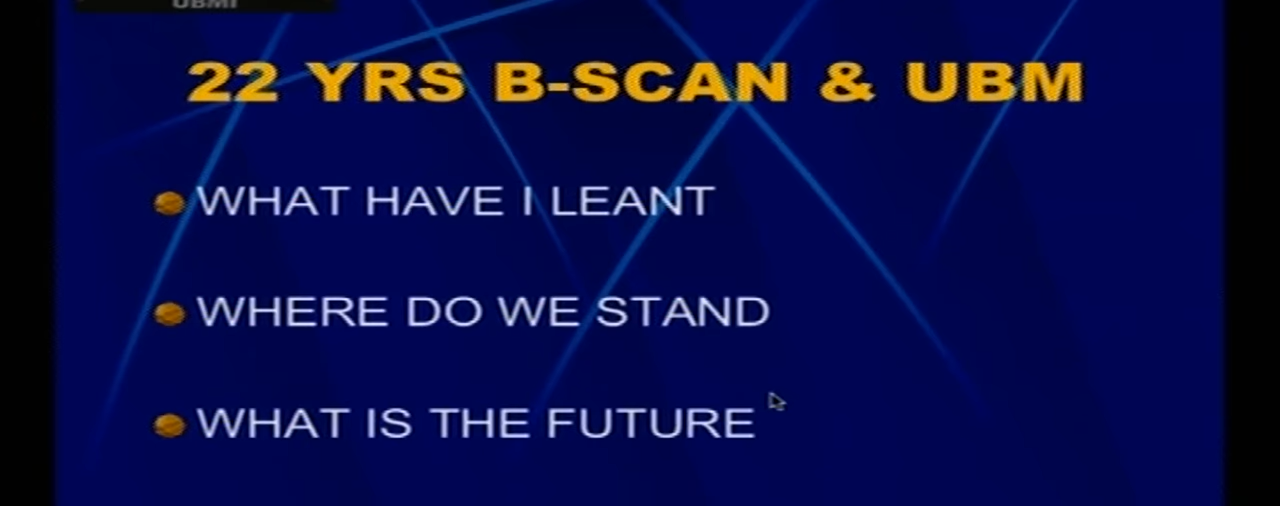 22 YRS B-SCAN & UBM
WHAT HAVE I LEANT
WHERE DO WE STAND
WHAT IS THE FUTURE